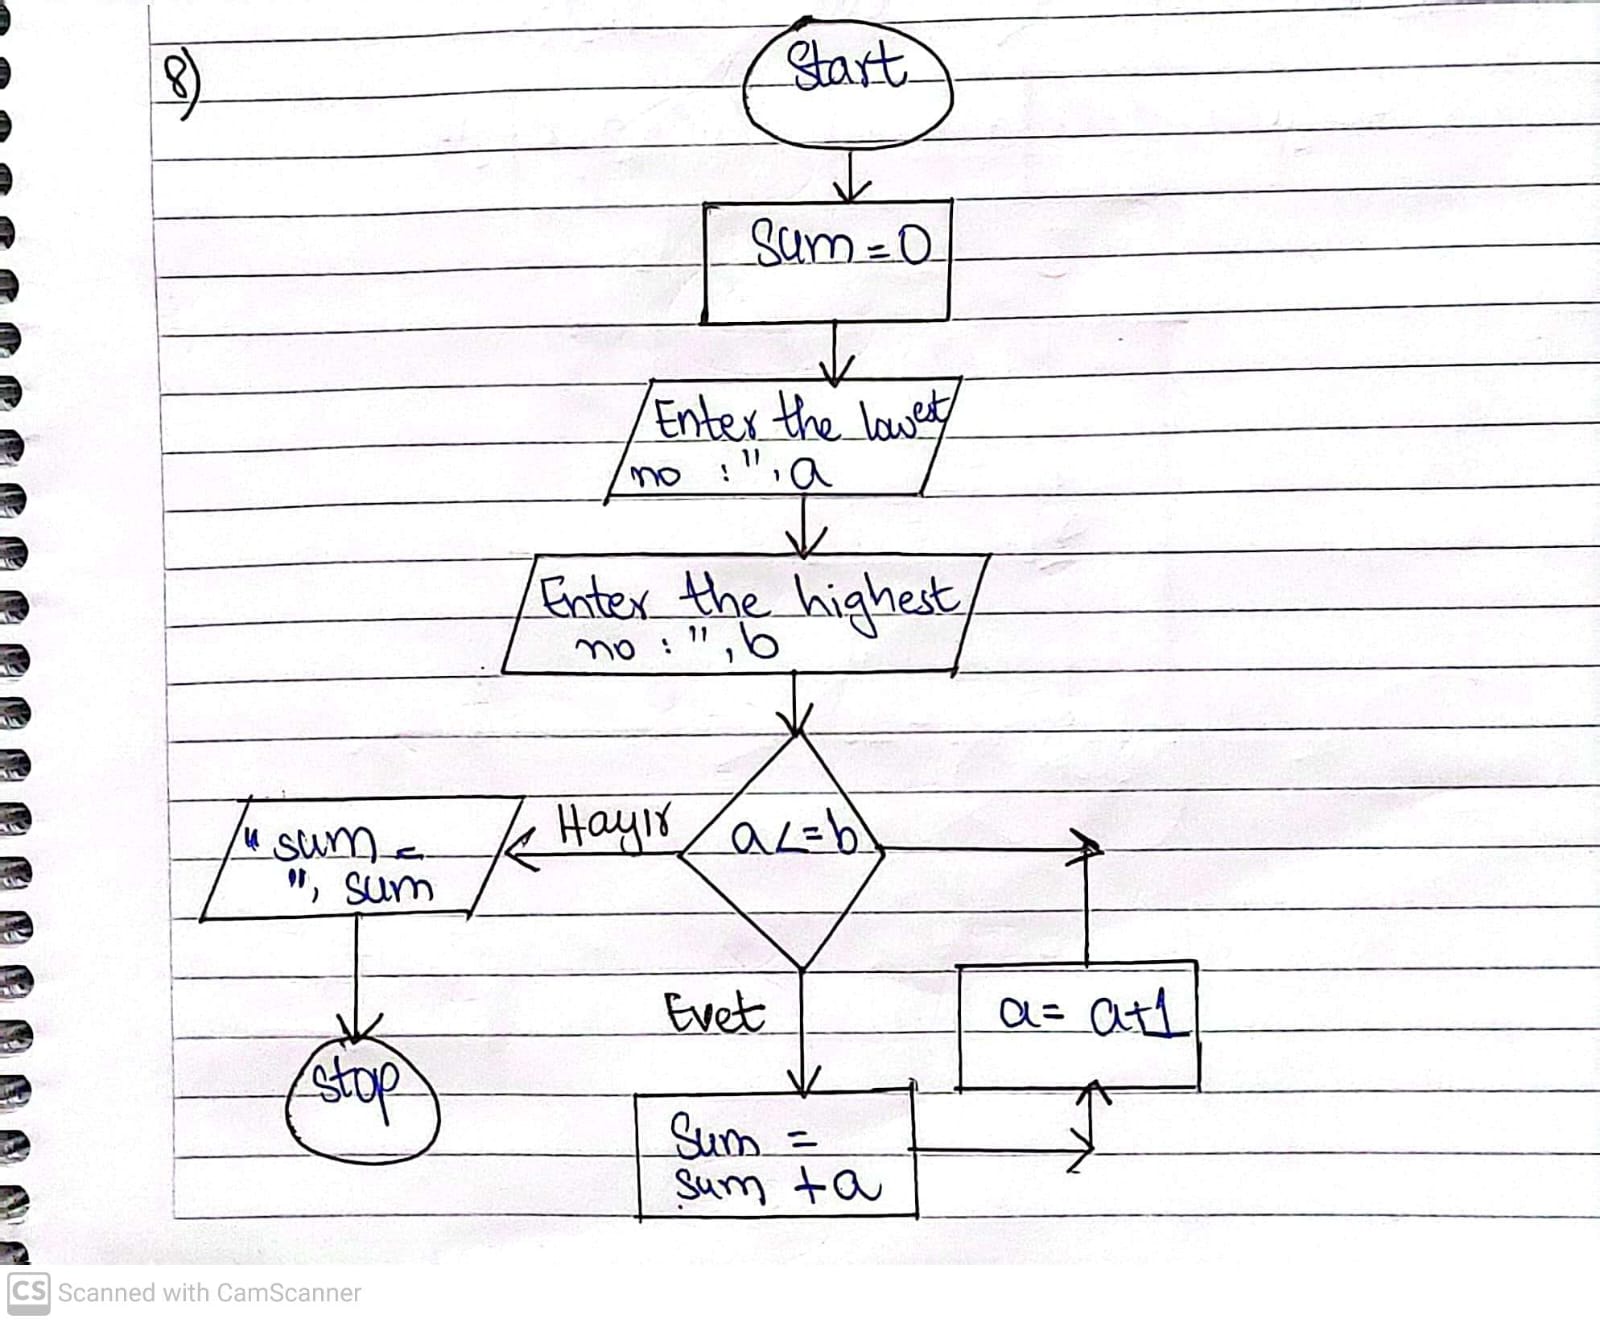 8)
Start
Sum = 0
Enter the lowest
no :", a
Enter the highest
no : ", b
a <= b
Hayır
" sum =
", sum
stop
Evet
Sum =
sum + a
a = a+1
CS Scanned with CamScanner